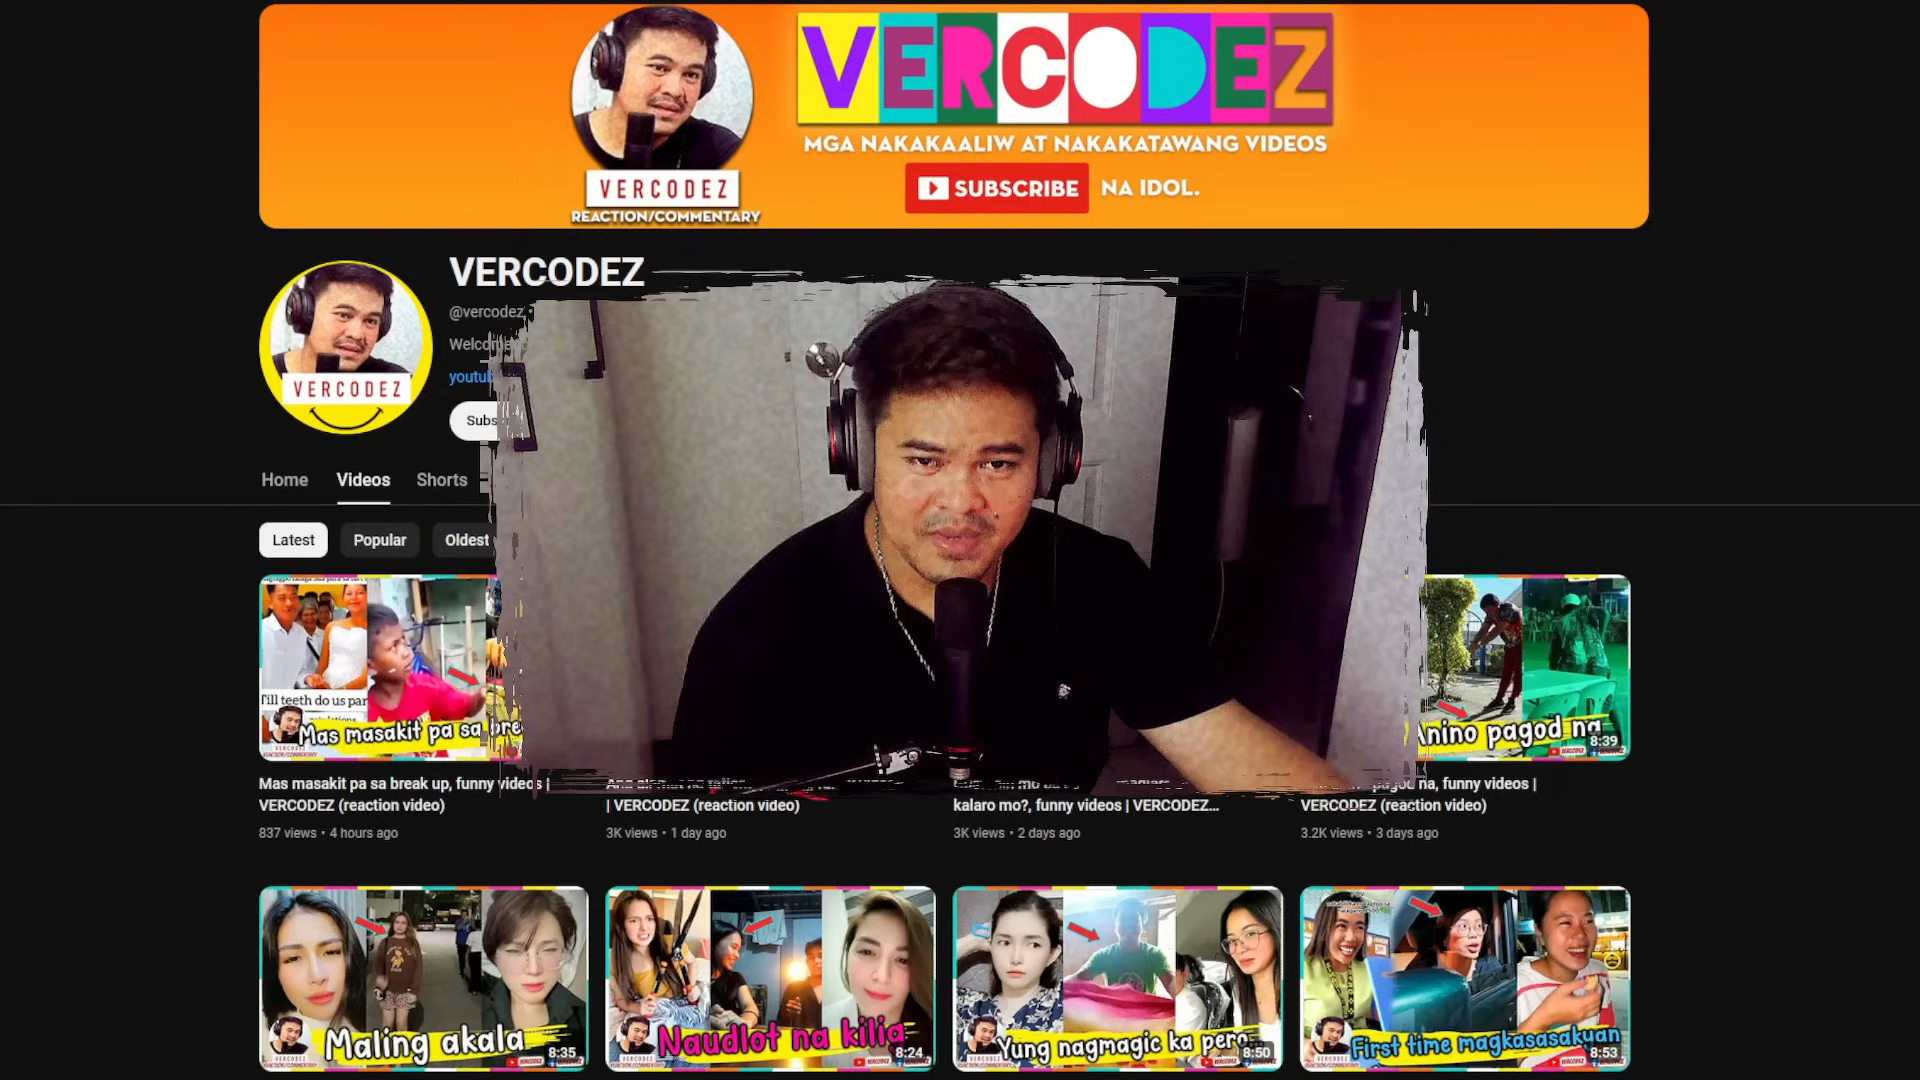 VERCODEZ
MGA NAKAKAALIW AT NAKAKATAWANG VIDEOS
SUBSCRIBE NA IDOL.
VERCODEZ
REACTION/COMMENTARY
VERCODEZ
@vercodez
Welcome
VERCODEZ
Home Videos Shorts
Latest Popular Oldest
Till teeth do us par
Mas masakit pa sa bre
Anino pagod na
8:39
Mas masakit pa sa break up, funny videos |
VERCODEZ (reaction video)
837 views • 4 hours ago
| VERCODEZ (reaction video)
3K views • 1 day ago
kalaro mo?, funny videos | VERCODEZ...
3K views • 2 days ago
pagod na, funny videos |
VERCODEZ (reaction video)
3.2K views • 3 days ago
Maling akala
8:35
Naudlot na kilig
8:24
Yung nagmagic ka pero
8:50
First time magkasasakyan
8:53